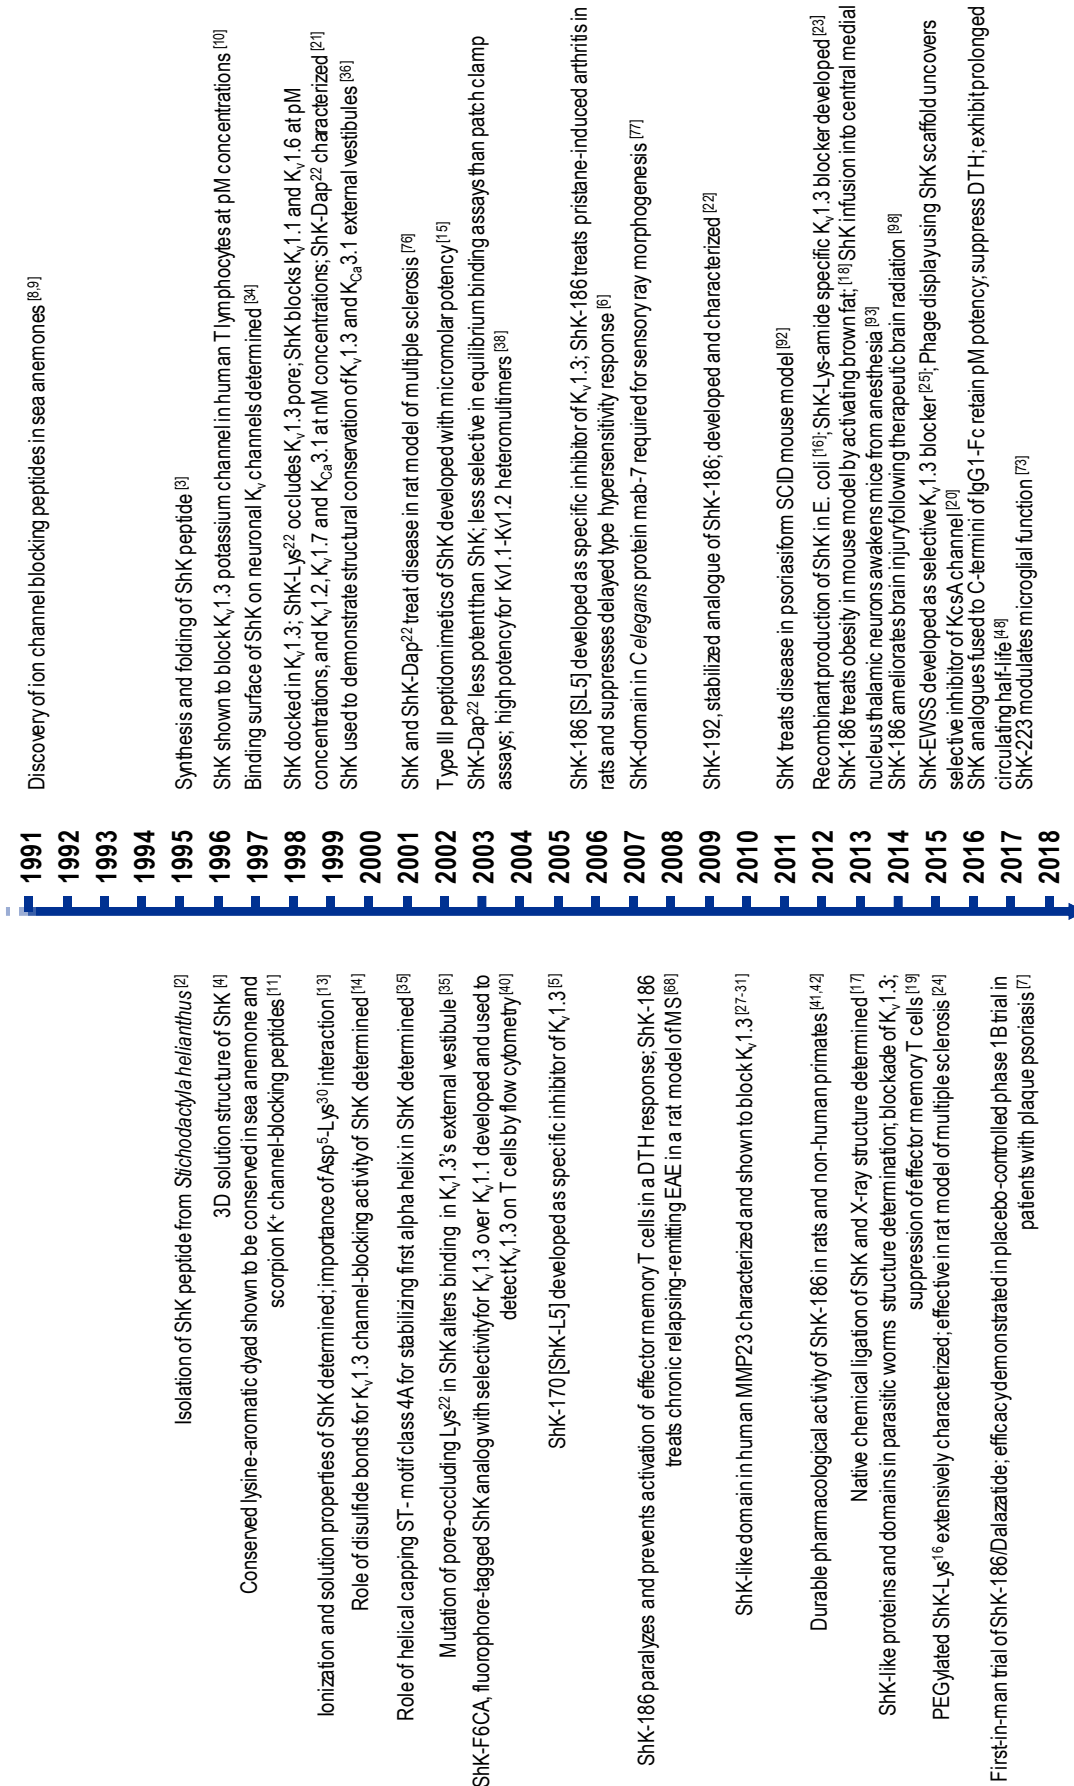 Isolation of ShK peptide from Stichodactyla helianthus [2]
3D solution structure of ShK [4]
Conserved lysine-aromatic dyad shown to be conserved in sea anemone and
scorpion K⁺ channel-blocking peptides [11]
Ionization and solution properties of ShK determined; importance of Asp⁵-Lys³⁰ interaction [13]
Role of disulfide bonds for Kv1.3 channel-blocking activity of ShK determined [14]
Role of helical capping ST- motif class 4A for stabilizing first alpha helix in ShK determined [35]
Mutation of pore-occluding Lys²² in ShK alters binding in Kv1.3's external vestibule [35]
ShK-F6CA, fluorophore-tagged ShK analog with selectivity for Kv1.3 over Kv1.1 developed and used to
detect Kv1.3 on T cells by flow cytometry [40]
ShK-170 [ShK-L5] developed as specific inhibitor of Kv1.3 [5]
ShK-186 paralyzes and prevents activation of effector memory T cells in a DTH response; ShK-186
treats chronic relapsing-remitting EAE in a rat model of MS [68]
ShK-like domain in human MMP23 characterized and shown to block Kv1.3 [27-31]
Durable pharmacological activity of ShK-186 in rats and non-human primates [41,42]
Native chemical ligation of ShK and X-ray structure determined [17]
ShK-like proteins and domains in parasitic worms structure determination; blockade of Kv1.3;
suppression of effector memory T cells [19]
PEGylated ShK-Lys¹⁶ extensively characterized; effective in rat model of multiple sclerosis [24]
First-in-man trial of ShK-186/Dalazatide; efficacy demonstrated in placebo-controlled phase 1B trial in
patients with plaque psoriasis [7]
1991
1992
1993
1994
1995
1996
1997
1998
1999
2000
2001
2002
2003
2004
2005
2006
2007
2008
2009
2010
2011
2012
2013
2014
2015
2016
2017
2018
Discovery of ion channel blocking peptides in sea anemones [8,9]
Synthesis and folding of ShK peptide [3]
ShK shown to block Kv1.3 potassium channel in human T lymphocytes at pM concentrations [10]
Binding surface of ShK on neuronal Kv channels determined [34]
ShK docked in Kv1.3; ShK-Lys²² occludes Kv1.3 pore; ShK blocks Kv1.1 and Kv1.6 at pM
concentrations, and Kv1.2, Kv1.7 and KCa3.1 at nM concentrations; ShK-Dap²² characterized [21]
ShK used to demonstrate structural conservation of Kv1.3 and KCa3.1 external vestibules [36]
ShK and ShK-Dap²² treat disease in rat model of multiple sclerosis [76]
Type III peptidomimetics of ShK developed with micromolar potency [15]
ShK-Dap²² less potent than ShK; less selective in equilibrium binding assays than patch clamp
assays; high potency for Kv1.1-Kv1.2 heteromultimers [38]
ShK-186 [SL5] developed as specific inhibitor of Kv1.3; ShK-186 treats pristane-induced arthritis in
rats and suppresses delayed type hypersensitivity response [6]
ShK-domain in C elegans protein mab-7 required for sensory ray morphogenesis [77]
ShK-192, stabilized analogue of ShK-186; developed and characterized [22]
ShK treats disease in psoriasiform SCID mouse model [92]
Recombinant production of ShK in E. coli [16]; ShK-Lys-amide specific Kv1.3 blocker developed [23]
ShK-186 treats obesity in mouse model by activating brown fat; [18] ShK infusion into central medial
nucleus thalamic neurons awakens mice from anesthesia [93]
ShK-186 ameliorates brain injury following therapeutic brain radiation [98]
ShK-EWSS developed as selective Kv1.3 blocker [25]; Phage display using ShK scaffold uncovers
selective inhibitor of KcsA channel [20]
ShK analogues fused to C-termini of IgG1-Fc retain pM potency; suppress DTH; exhibit prolonged
circulating half-life [48]
ShK-223 modulates microglial function [73]